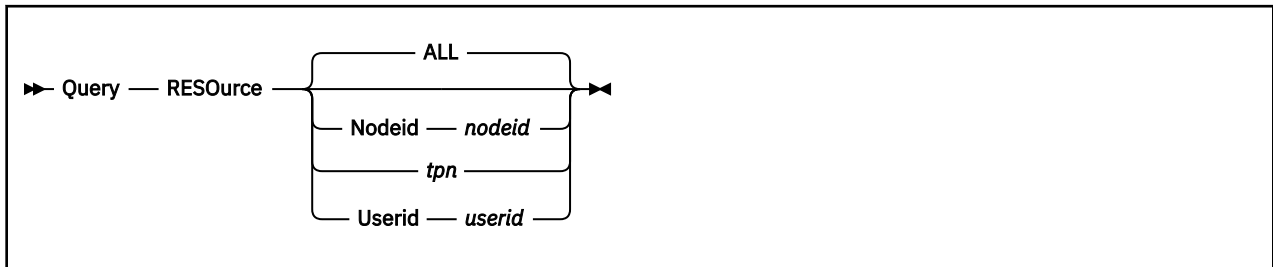 ALL
Query RESOurce
Nodeid nodeid
tpn
Userid userid